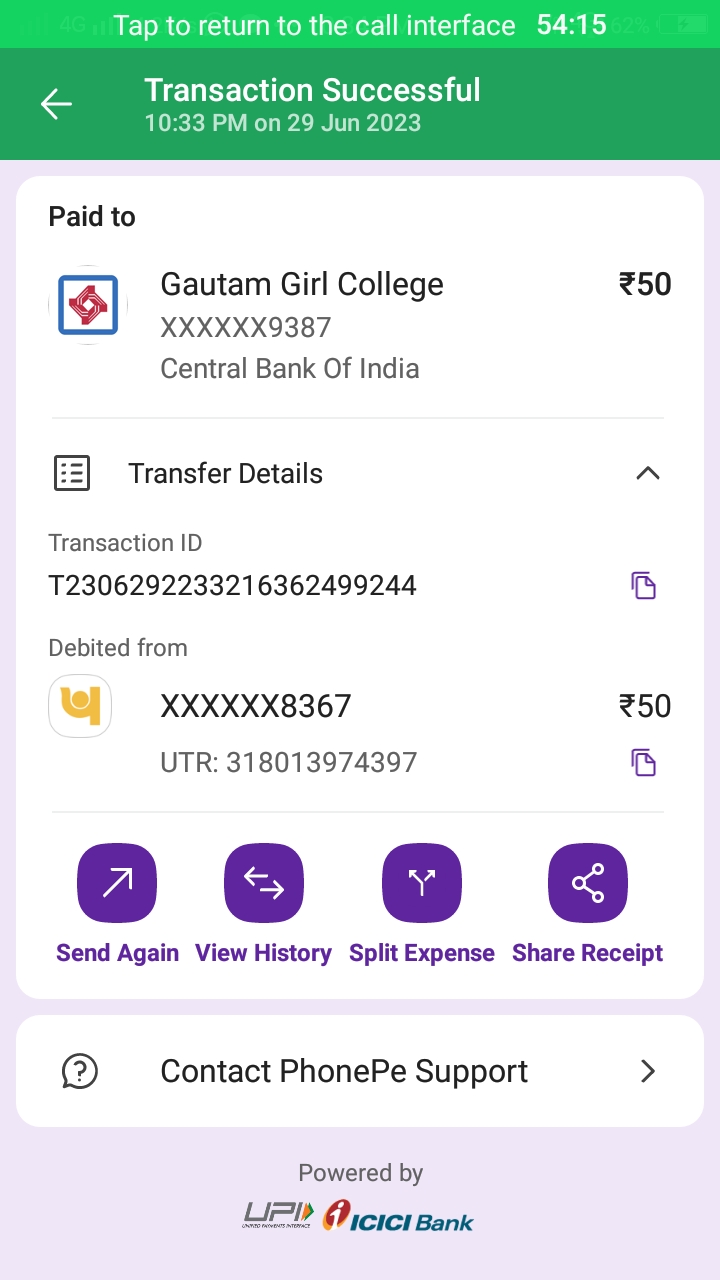 4G Tap to return to the call interface 54:15 62%
Transaction Successful
10:33 PM on 29 Jun 2023
Paid to
Gautam Girl College ₹50
XXXXXX9387
Central Bank Of India
Transfer Details
Transaction ID
T2306292233216362499244
Debited from
XXXXXX8367 ₹50
UTR: 318013974397
Send Again View History Split Expense Share Receipt
Contact PhonePe Support
Powered by
UPI ICICI Bank
UNIFIED PAYMENTS INTERFACE